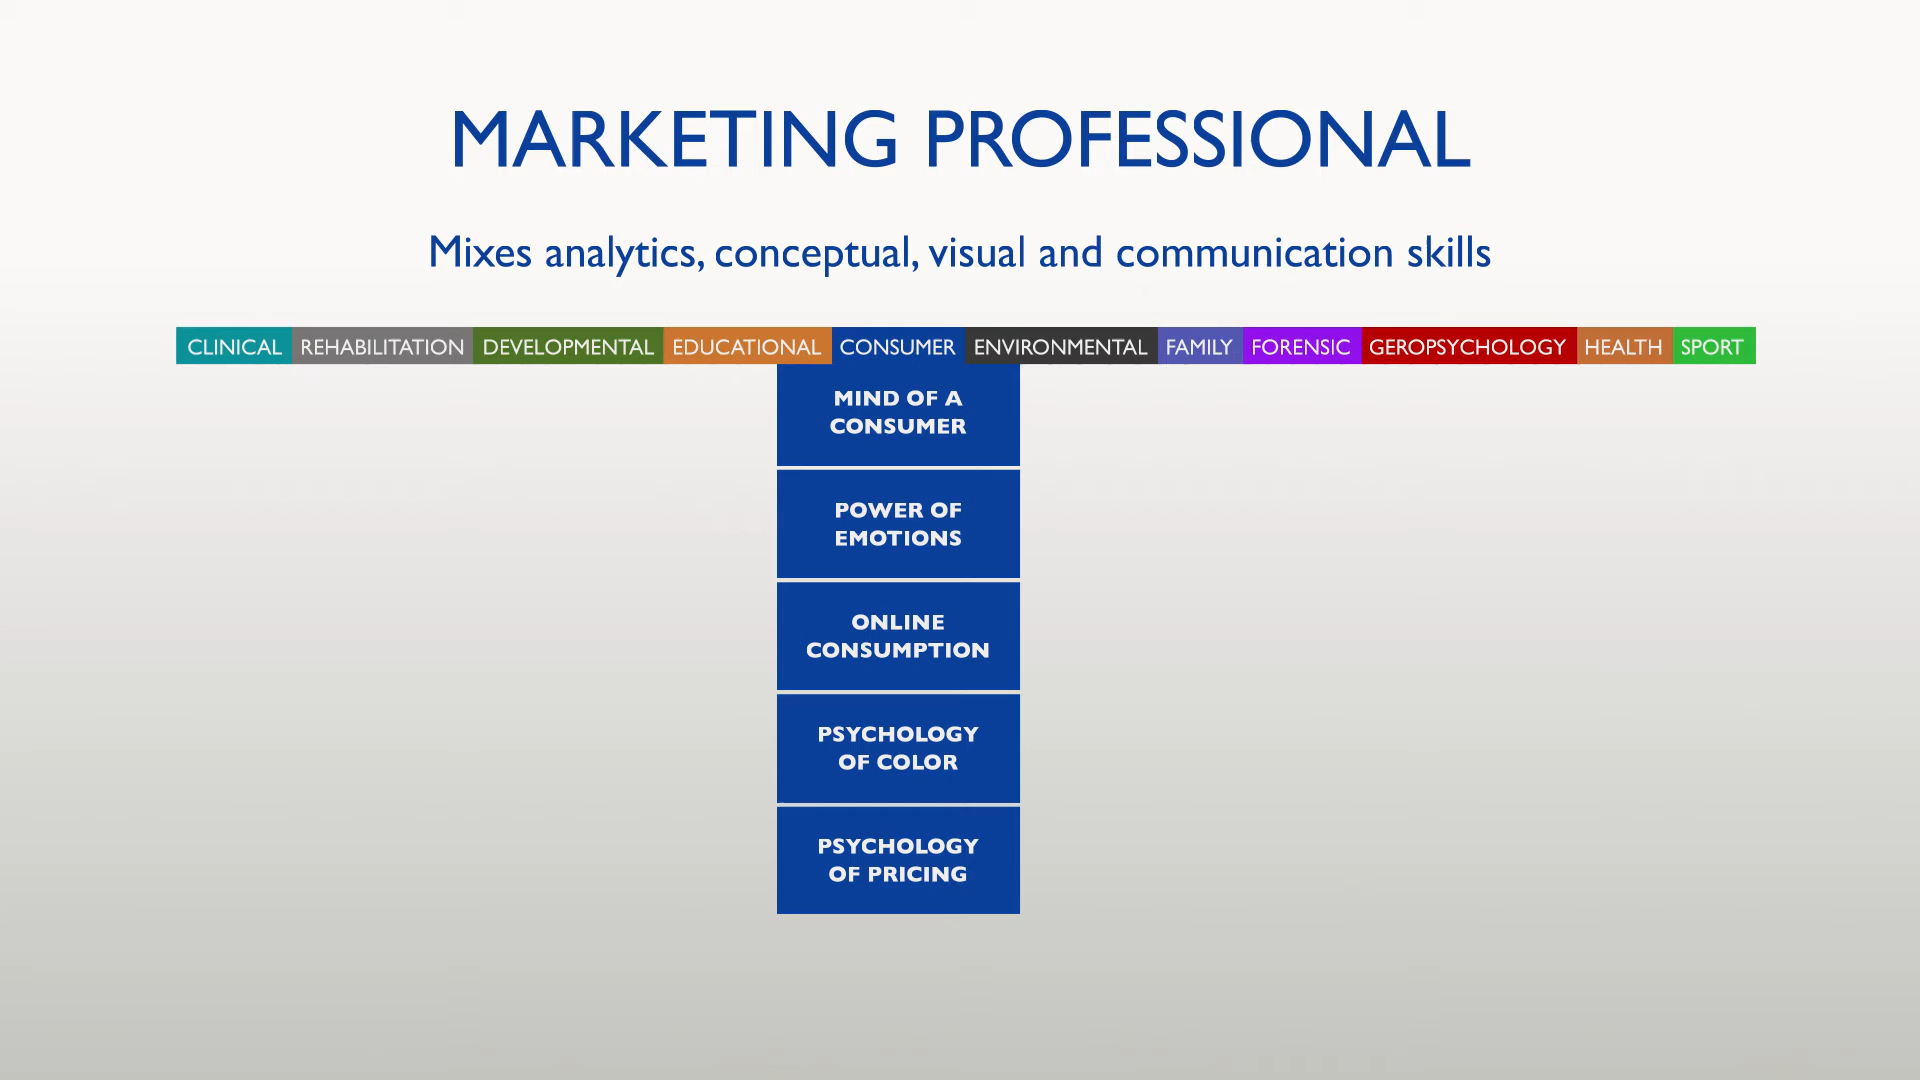 MARKETING PROFESSIONAL
Mixes analytics, conceptual, visual and communication skills
CLINICAL REHABILITATION DEVELOPMENTAL EDUCATIONAL CONSUMER ENVIRONMENTAL FAMILY FORENSIC GEROPSYCHOLOGY HEALTH SPORT
MIND OF A
CONSUMER
POWER OF
EMOTIONS
ONLINE
CONSUMPTION
PSYCHOLOGY
OF COLOR
PSYCHOLOGY
OF PRICING